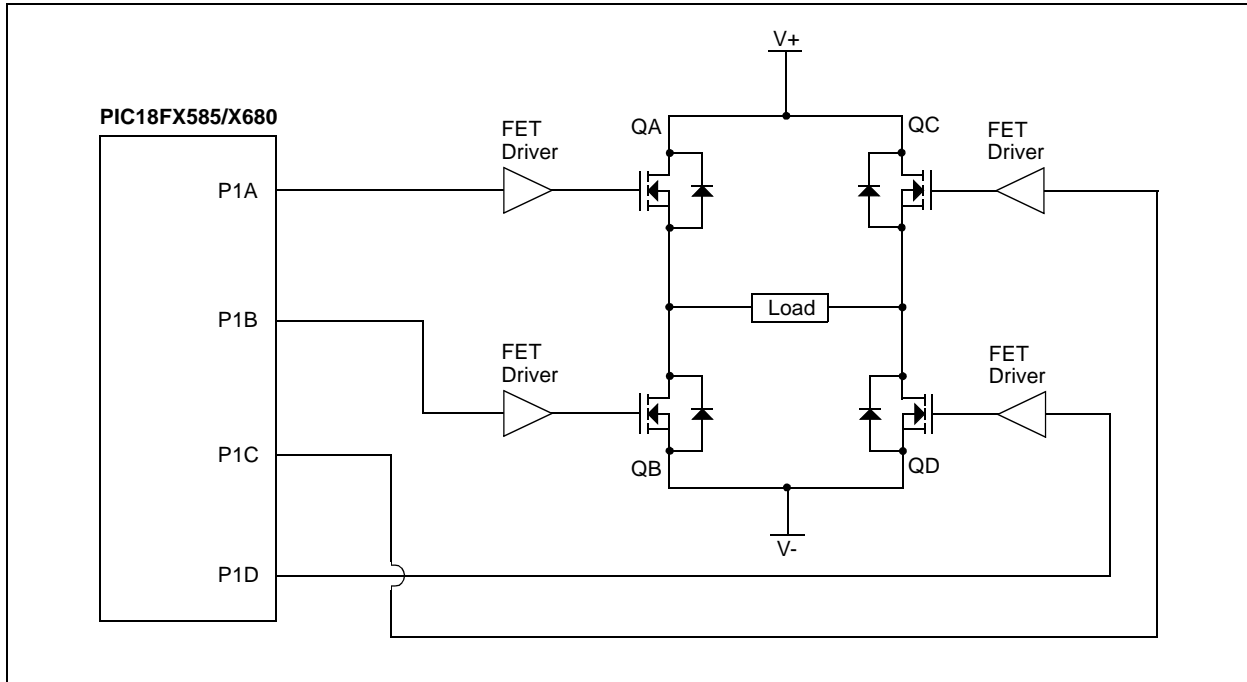 V+
PIC18FX585/X680
FET
Driver
QA
QC
FET
Driver
P1A
P1B
Load
FET
Driver
FET
Driver
P1C
QB
QD
V-
P1D